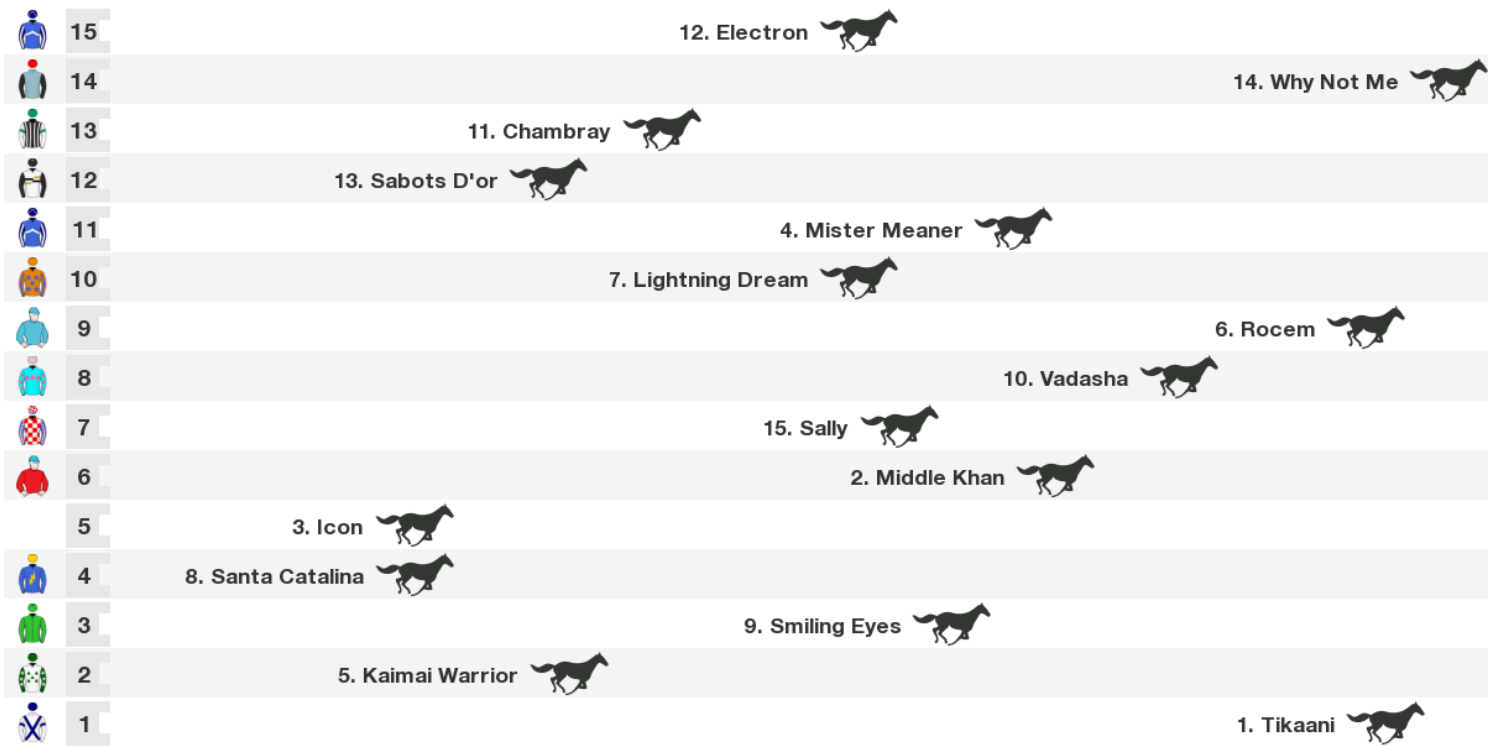 15 12. Electron
14 14. Why Not Me
13 11. Chambray
12 13. Sabots D'or
11 4. Mister Meaner
10 7. Lightning Dream
9 6. Rocem
8 10. Vadasha
7 15. Sally
6 2. Middle Khan
5 3. Icon
4 8. Santa Catalina
3 9. Smiling Eyes
2 5. Kaimai Warrior
1 1. Tikaani